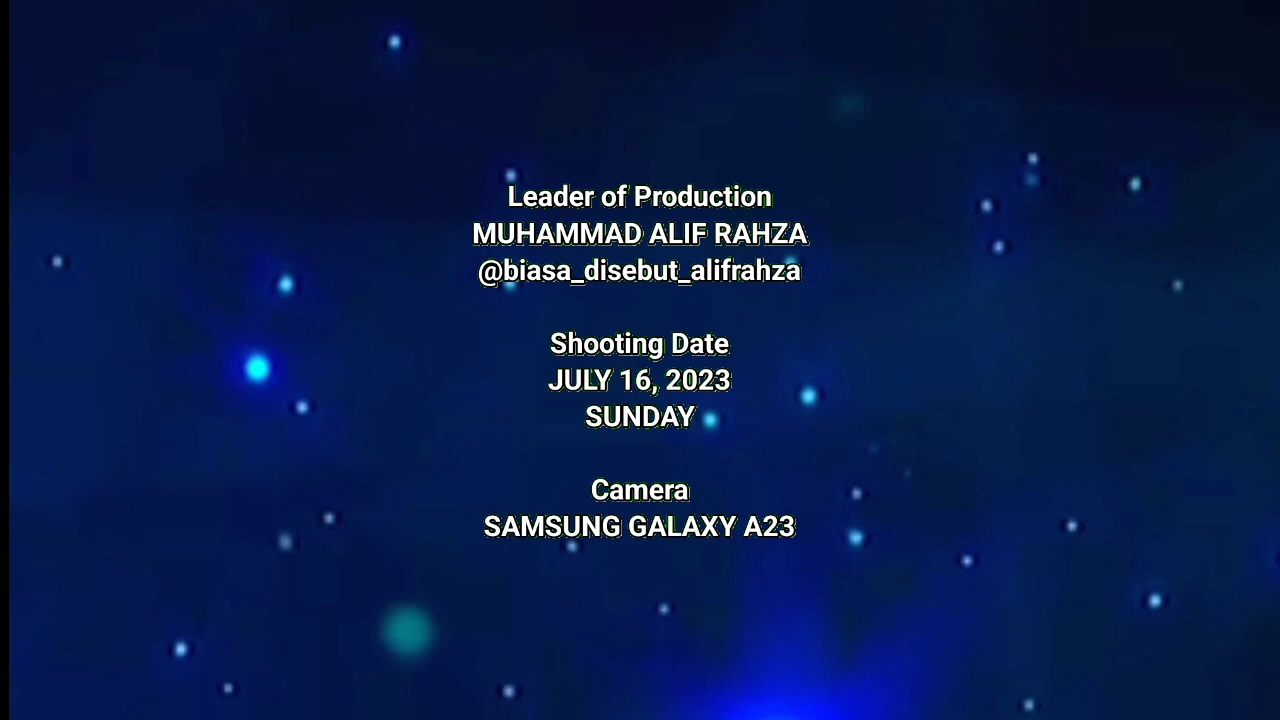 Leader of Production
MUHAMMAD ALIF RAHZA
@biasa_disebut_alifrahza
Shooting Date
JULY 16, 2023
SUNDAY
Camera
SAMSUNG GALAXY A23